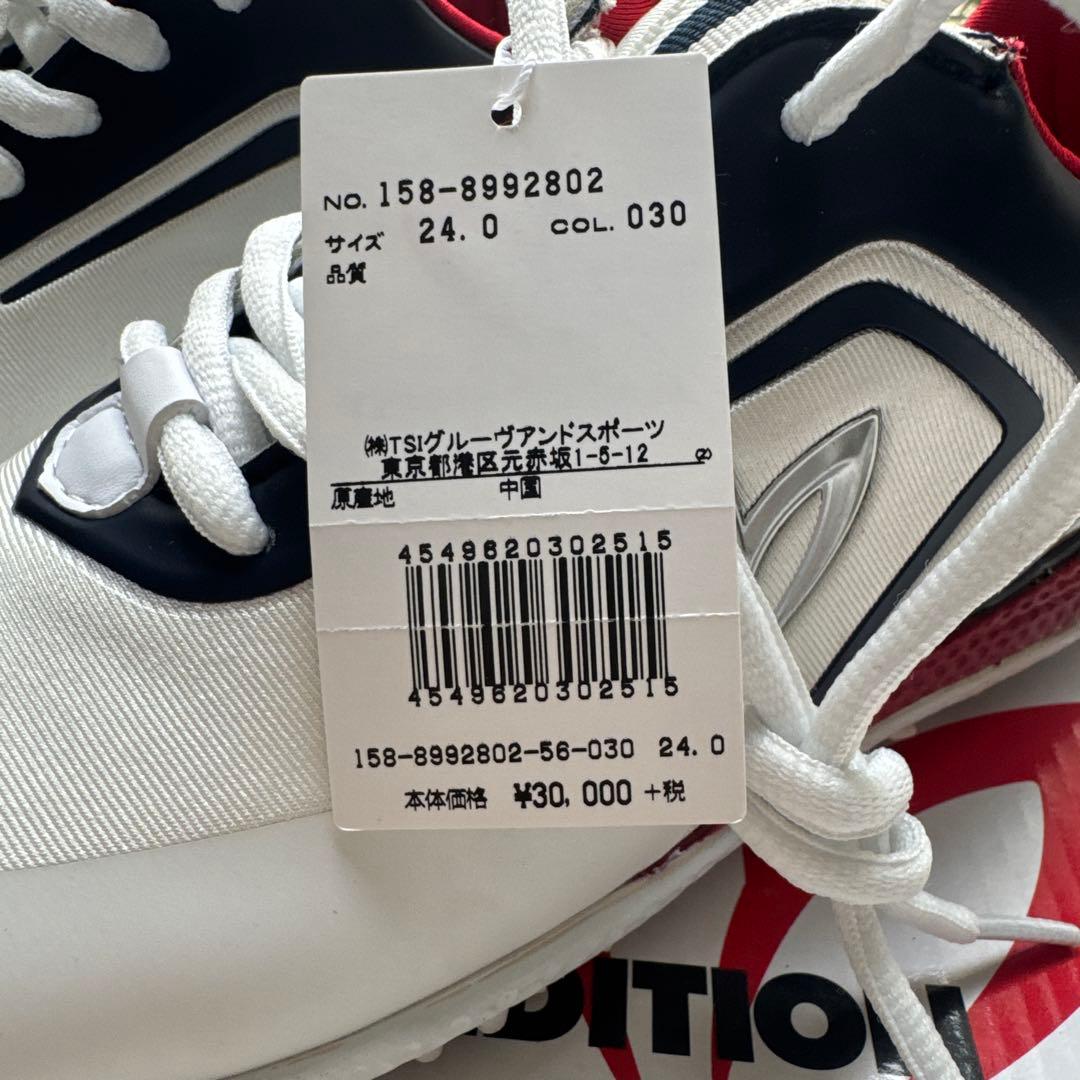 NO. 158-8992802
サイズ 24.0 COL. 030
品質
㈱TSIグルーヴアンドスポーツ
東京都港区元赤坂1-5-12 (Z)
原産地 中国
4549620302515
4549620302515
158-8992802-56-030 24.0
本体価格 ¥30,000 +税
DITION